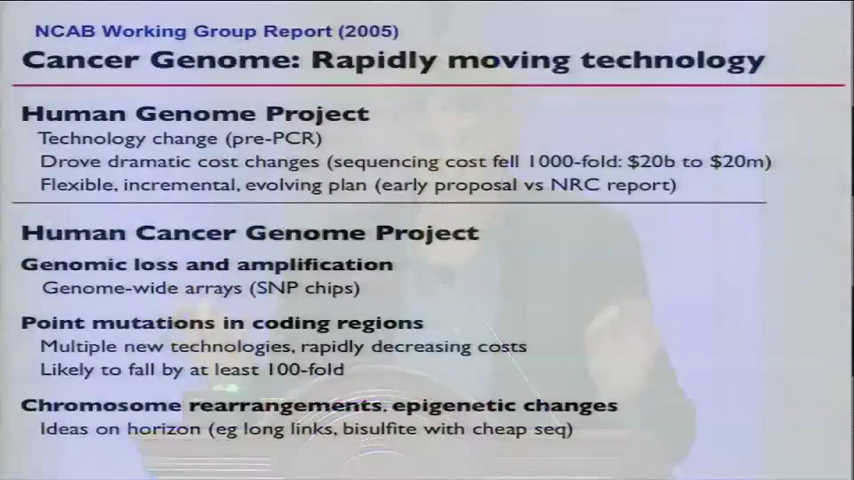 NCAB Working Group Report (2005)
Cancer Genome: Rapidly moving technology
Human Genome Project
Technology change (pre-PCR)
Drove dramatic cost changes (sequencing cost fell 1000-fold: $20b to $20m)
Flexible, incremental, evolving plan (early proposal vs NRC report)
Human Cancer Genome Project
Genomic loss and amplification
Genome-wide arrays (SNP chips)
Point mutations in coding regions
Multiple new technologies, rapidly decreasing costs
Likely to fall by at least 100-fold
Chromosome rearrangements, epigenetic changes
Ideas on horizon (eg long links, bisulfite with cheap seq)